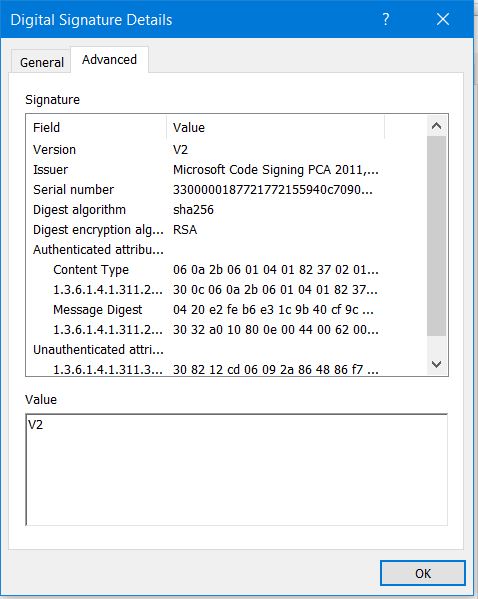 Digital Signature Details ?
General Advanced
Signature
Field Value
Version V2
Issuer Microsoft Code Signing PCA 2011,...
Serial number 3300000187721772155940c7090...
Digest algorithm sha256
Digest encryption alg... RSA
Authenticated attribu...
Content Type 06 0a 2b 06 01 04 01 82 37 02 01...
1.3.6.1.4.1.311.2... 30 0c 06 0a 2b 06 01 04 01 82 37...
Message Digest 04 20 e2 fe b6 e3 1c 9b 40 cf 9c ...
1.3.6.1.4.1.311.2... 30 32 a0 10 80 0e 00 44 00 62 00...
Unauthenticated attri...
1.3.6.1.4.1.311.3... 30 82 12 cd 06 09 2a 86 48 86 f7 ...
Value
V2
OK